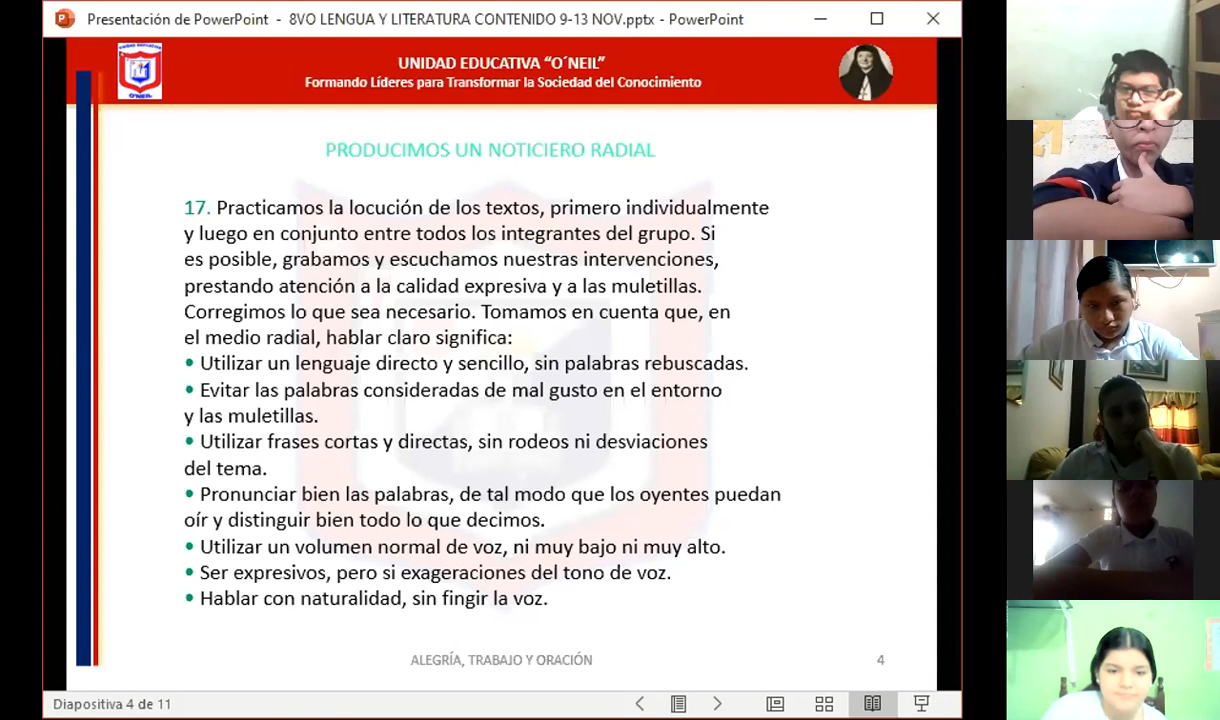 Presentación de PowerPoint - 8VO LENGUA Y LITERATURA CONTENIDO 9-13 NOV.pptx - PowerPoint
UNIDAD EDUCATIVA “O´NEIL”
Formando Líderes para Transformar la Sociedad del Conocimiento
O'NEIL
PRODUCIMOS UN NOTICIERO RADIAL
17. Practicamos la locución de los textos, primero individualmente
y luego en conjunto entre todos los integrantes del grupo. Si
es posible, grabamos y escuchamos nuestras intervenciones,
prestando atención a la calidad expresiva y a las muletillas.
Corregimos lo que sea necesario. Tomamos en cuenta que, en
el medio radial, hablar claro significa:
• Utilizar un lenguaje directo y sencillo, sin palabras rebuscadas.
• Evitar las palabras consideradas de mal gusto en el entorno
y las muletillas.
• Utilizar frases cortas y directas, sin rodeos ni desviaciones
del tema.
• Pronunciar bien las palabras, de tal modo que los oyentes puedan
oír y distinguir bien todo lo que decimos.
• Utilizar un volumen normal de voz, ni muy bajo ni muy alto.
• Ser expresivos, pero si exageraciones del tono de voz.
• Hablar con naturalidad, sin fingir la voz.
ALEGRÍA, TRABAJO Y ORACIÓN
4
Diapositiva 4 de 11